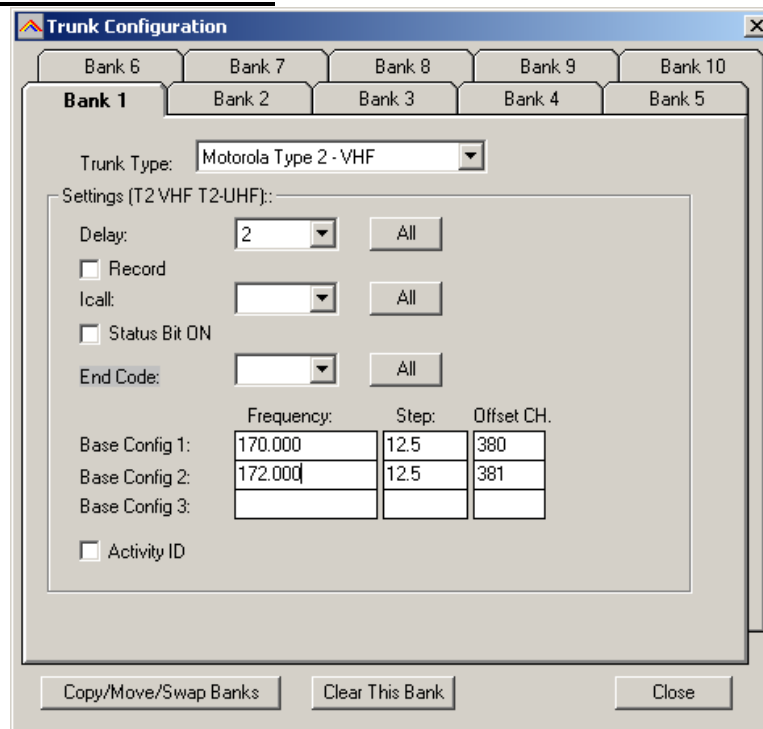 Trunk Configuration
Bank 6 Bank 7 Bank 8 Bank 9 Bank 10
Bank 1 Bank 2 Bank 3 Bank 4 Bank 5
Trunk Type: Motorola Type 2 - VHF
Settings (T2 VHF T2-UHF)::
Delay: 2 All
Record
Icall: All
Status Bit ON
End Code: All
Frequency: Step: Offset CH.
Base Config 1: 170.000 12.5 380
Base Config 2: 172.000 12.5 381
Base Config 3:
Activity ID
Copy/Move/Swap Banks Clear This Bank Close